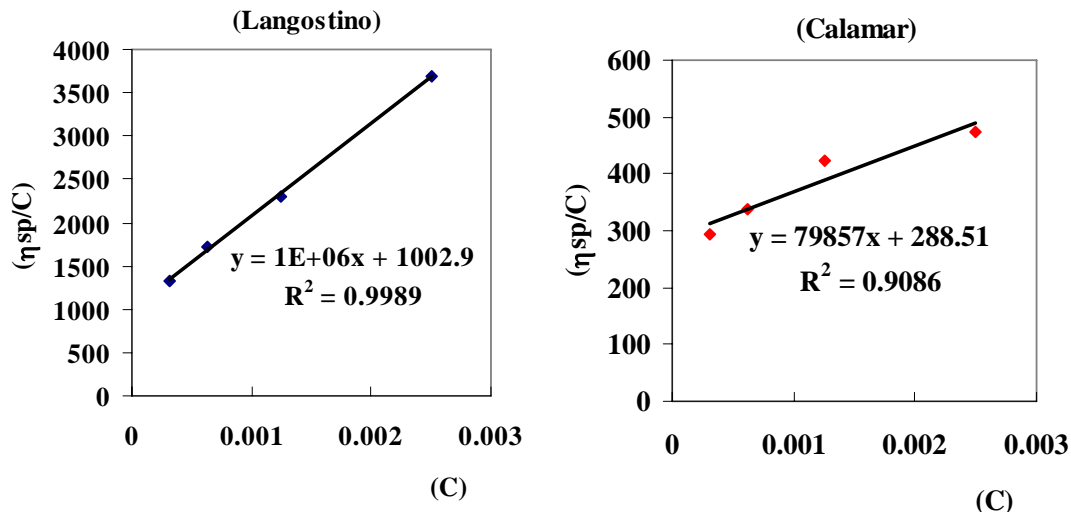 (Langostino)
4000
3500
3000
2500
2000
1500
1000
500
0
(ηsp/C)
y = 1E+06x + 1002.9
R² = 0.9989
0 0.001 0.002 0.003
(C)
(Calamar)
600
500
400
300
200
100
0
(ηsp/C)
y = 79857x + 288.51
R² = 0.9086
0 0.001 0.002 0.003
(C)